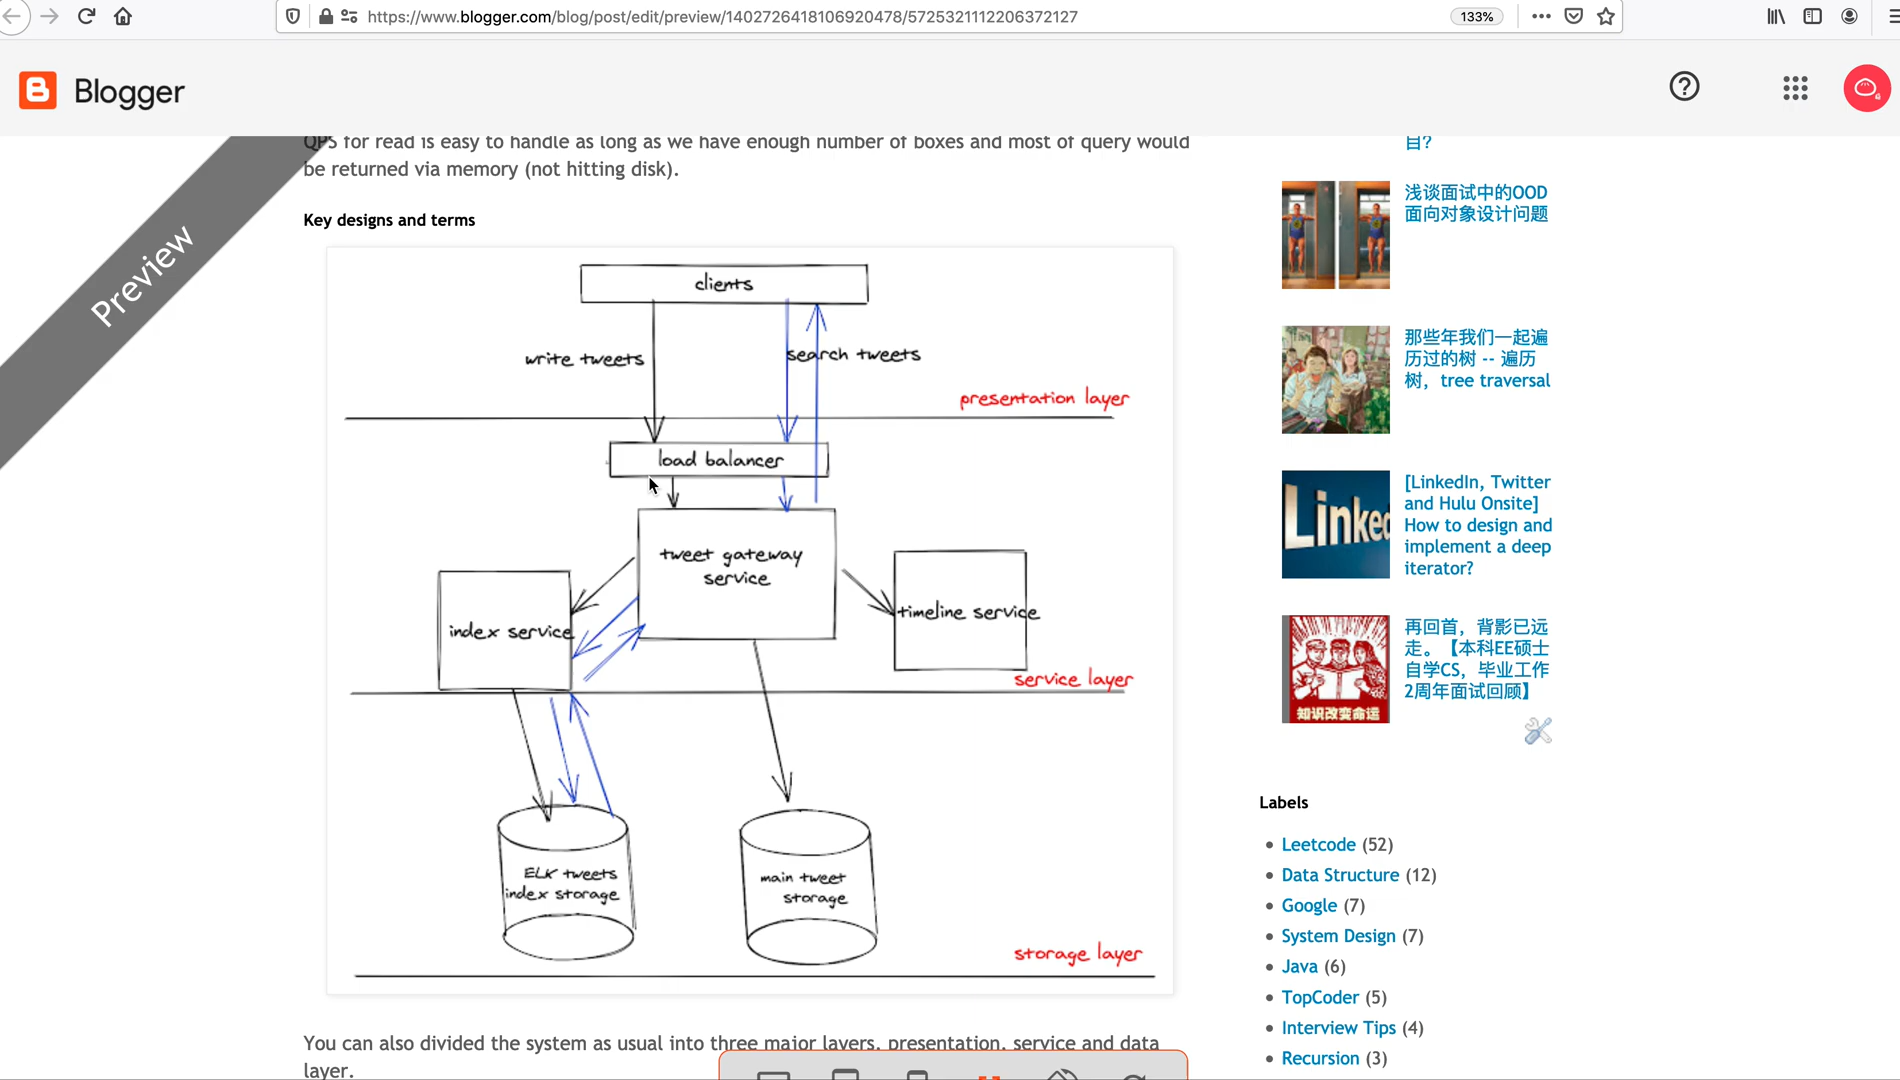 https://www.blogger.com/blog/post/edit/preview/1402726418106920478/5725321112206372127
133%
Blogger
Preview
QPS for read is easy to handle as long as we have enough number of boxes and most of query would
be returned via memory (not hitting disk).
Key designs and terms
clients
write tweets
search tweets
presentation layer
load balancer
tweet gateway
service
index service
timeline service
service layer
ELK tweets
index storage
main tweet
storage
storage layer
You can also divided the system as usual into three major layers, presentation, service and data
layer.
目?
浅谈面试中的OOD
面向对象设计问题
那些年我们一起遍
历过的树 -- 遍历
树，tree traversal
Linked
[LinkedIn, Twitter
and Hulu Onsite]
How to design and
implement a deep
iterator?
知识改变命运
再回首，背影已远
走。【本科EE硕士
自学CS，毕业工作
2周年面试回顾】
Labels
Leetcode (52)
Data Structure (12)
Google (7)
System Design (7)
Java (6)
TopCoder (5)
Interview Tips (4)
Recursion (3)